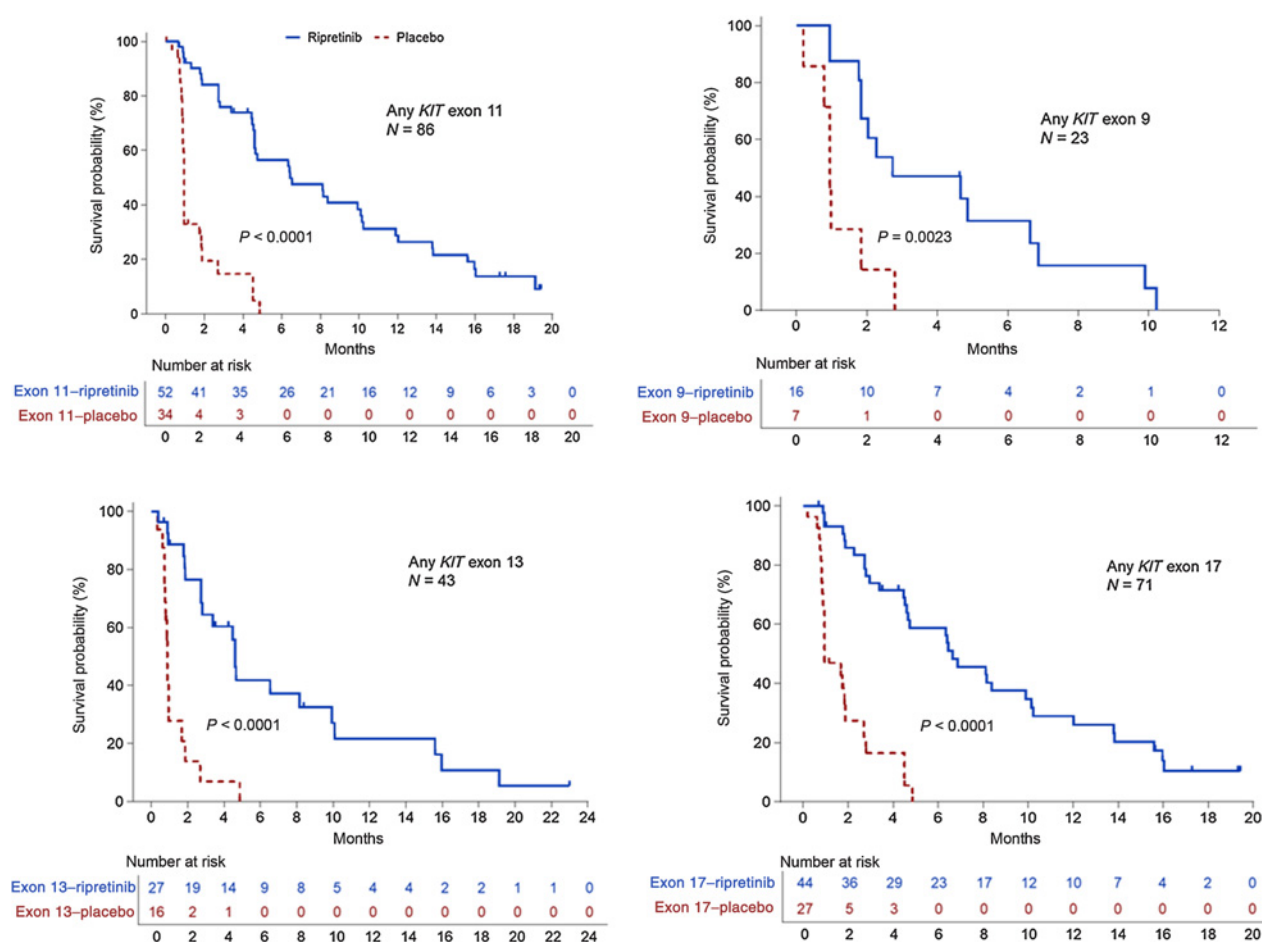 Ripretinib Placebo
Survival probability (%)
100
80
60
40
20
0
Any KIT exon 11
N = 86
P < 0.0001
0 2 4 6 8 10 12 14 16 18 20
Months
Number at risk
Exon 11–ripretinib 52 41 35 26 21 16 12 9 6 3 0
Exon 11–placebo 34 4 3 0 0 0 0 0 0 0 0
0 2 4 6 8 10 12 14 16 18 20
Survival probability (%)
100
80
60
40
20
0
Any KIT exon 9
N = 23
P = 0.0023
0 2 4 6 8 10 12
Months
Number at risk
Exon 9–ripretinib 16 10 7 4 2 1 0
Exon 9–placebo 7 1 0 0 0 0 0
0 2 4 6 8 10 12
Survival probability (%)
100
80
60
40
20
0
Any KIT exon 13
N = 43
P < 0.0001
0 2 4 6 8 10 12 14 16 18 20 22 24
Months
Number at risk
Exon 13–ripretinib 27 19 14 9 8 5 4 4 2 2 1 1 0
Exon 13–placebo 16 2 1 0 0 0 0 0 0 0 0 0 0
0 2 4 6 8 10 12 14 16 18 20 22 24
Survival probability (%)
100
80
60
40
20
0
Any KIT exon 17
N = 71
P < 0.0001
0 2 4 6 8 10 12 14 16 18 20
Months
Number at risk
Exon 17–ripretinib 44 36 29 23 17 12 10 7 4 2 0
Exon 17–placebo 27 5 3 0 0 0 0 0 0 0 0
0 2 4 6 8 10 12 14 16 18 20